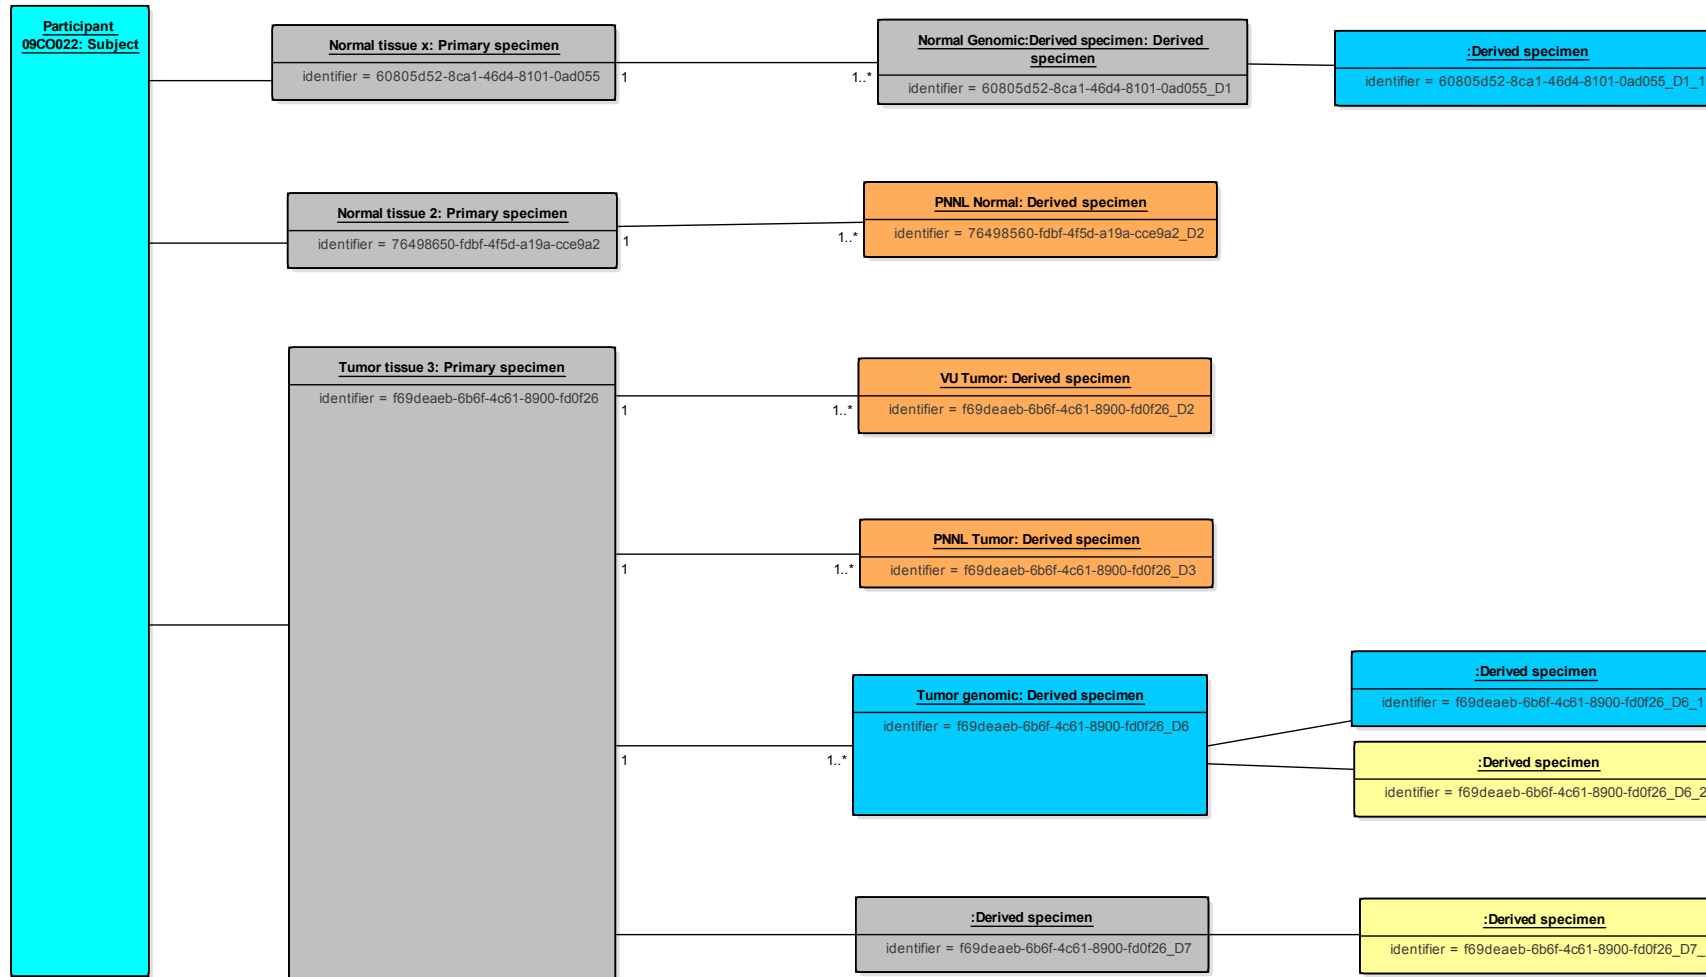 Participant
09CO022: Subject
Normal tissue x: Primary specimen
identifier = 60805d52-8ca1-46d4-8101-0ad055
1
1..*
Normal Genomic:Derived specimen: Derived
specimen
identifier = 60805d52-8ca1-46d4-8101-0ad055_D1
:Derived specimen
identifier = 60805d52-8ca1-46d4-8101-0ad055_D1_1
Normal tissue 2: Primary specimen
identifier = 76498650-fdbf-4f5d-a19a-cce9a2
1
1..*
PNNL Normal: Derived specimen
identifier = 76498560-fdbf-4f5d-a19a-cce9a2_D2
Tumor tissue 3: Primary specimen
identifier = f69deaeb-6b6f-4c61-8900-fd0f26
1
1..*
VU Tumor: Derived specimen
identifier = f69deaeb-6b6f-4c61-8900-fd0f26_D2
1
1..*
PNNL Tumor: Derived specimen
identifier = f69deaeb-6b6f-4c61-8900-fd0f26_D3
1
1..*
Tumor genomic: Derived specimen
identifier = f69deaeb-6b6f-4c61-8900-fd0f26_D6
:Derived specimen
identifier = f69deaeb-6b6f-4c61-8900-fd0f26_D6_1
:Derived specimen
identifier = f69deaeb-6b6f-4c61-8900-fd0f26_D6_2
:Derived specimen
identifier = f69deaeb-6b6f-4c61-8900-fd0f26_D7
:Derived specimen
identifier = f69deaeb-6b6f-4c61-8900-fd0f26_D7_